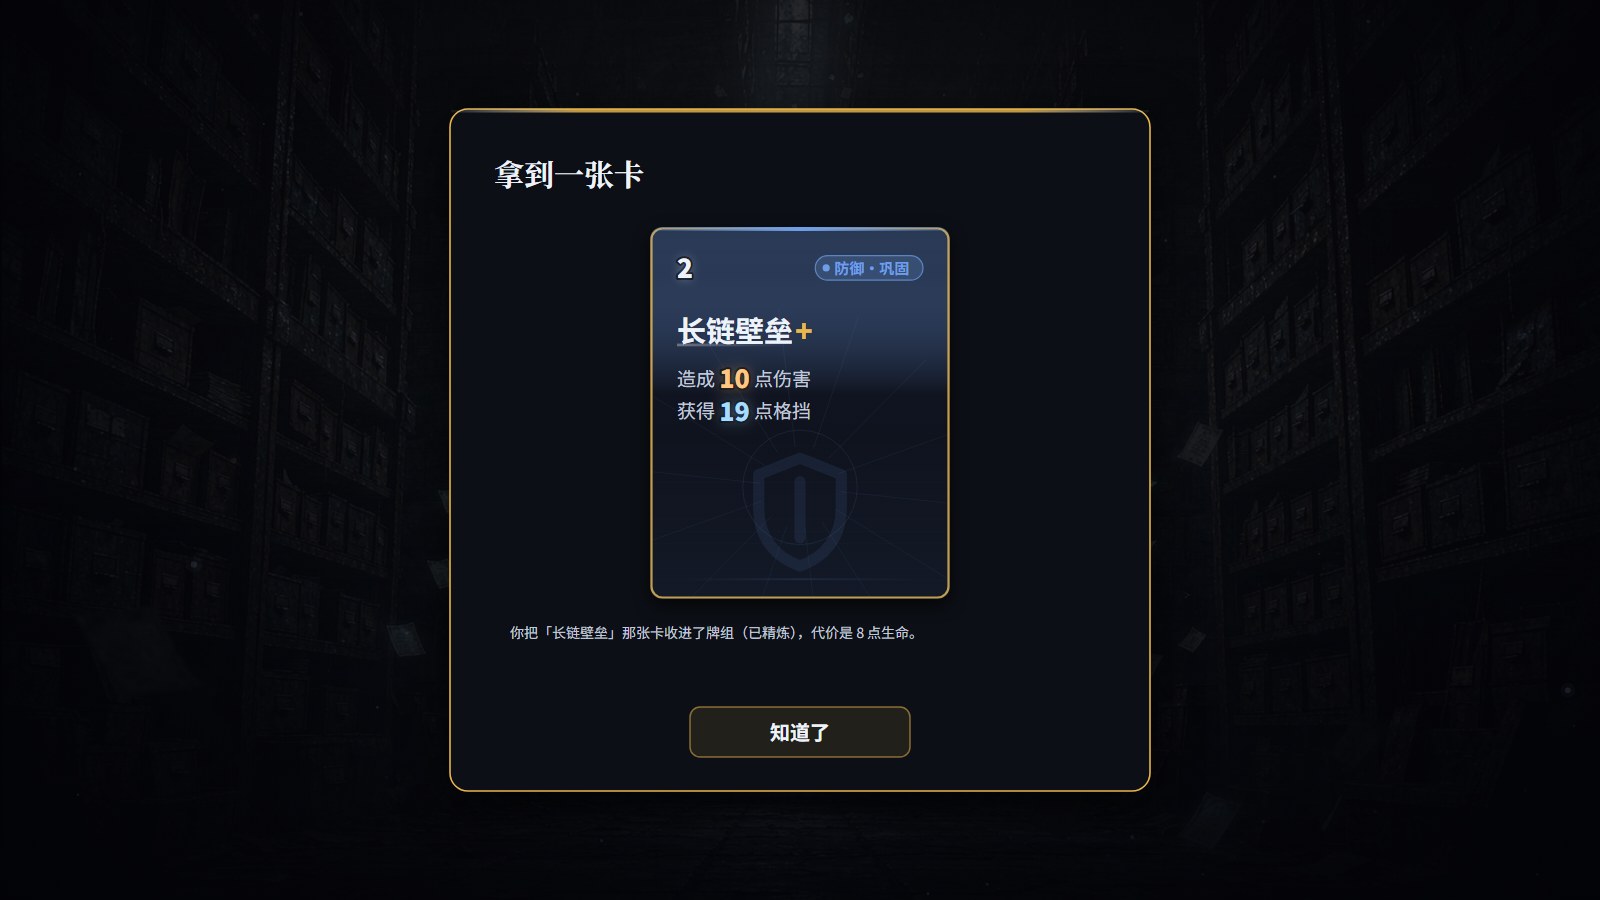 拿到一张卡
2
防御·巩固
长链壁垒+
造成 10 点伤害
获得 19 点格挡
你把「长链壁垒」那张卡收进了牌组（已精炼），代价是 8 点生命。
知道了